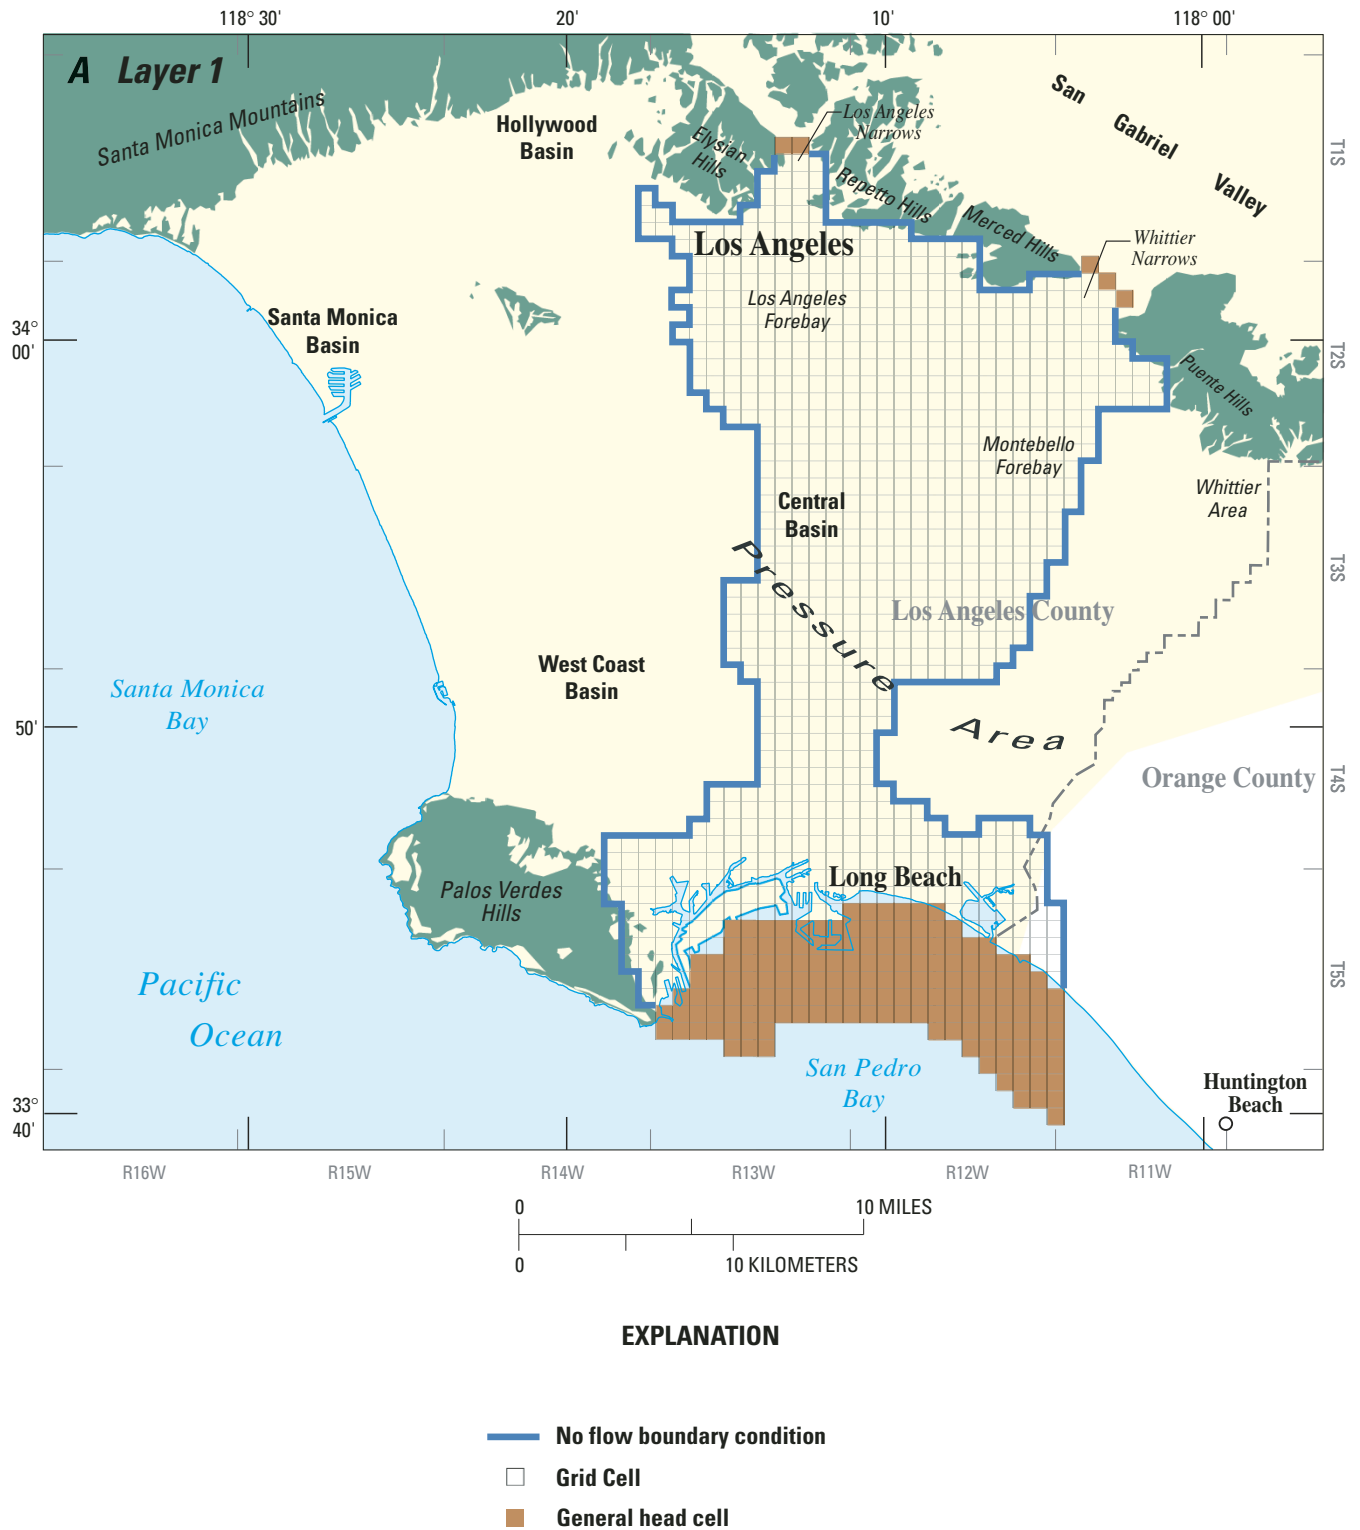 118° 30'
20'
10'
118° 00'
A Layer 1
Santa Monica Mountains
Hollywood
Basin
Elysian
Hills
Los Angeles
Narrows
Repetto Hills
Merced Hills
San
Gabriel
Valley
T1S
Whittier
Narrows
Los Angeles
Los Angeles
Forebay
Santa Monica
Basin
34°
00'
T2S
Puente Hills
Montebello
Forebay
Whittier
Area
Central
Basin
Pressure
Area
T3S
Los Angeles County
West Coast
Basin
Santa Monica
Bay
50'
Orange County
T4S
Long Beach
Palos Verdes
Hills
Pacific
Ocean
T5S
San Pedro
Bay
Huntington
Beach
33°
40'
R16W
R15W
R14W
R13W
R12W
R11W
0
10 MILES
0
10 KILOMETERS
EXPLANATION
No flow boundary condition
Grid Cell
General head cell